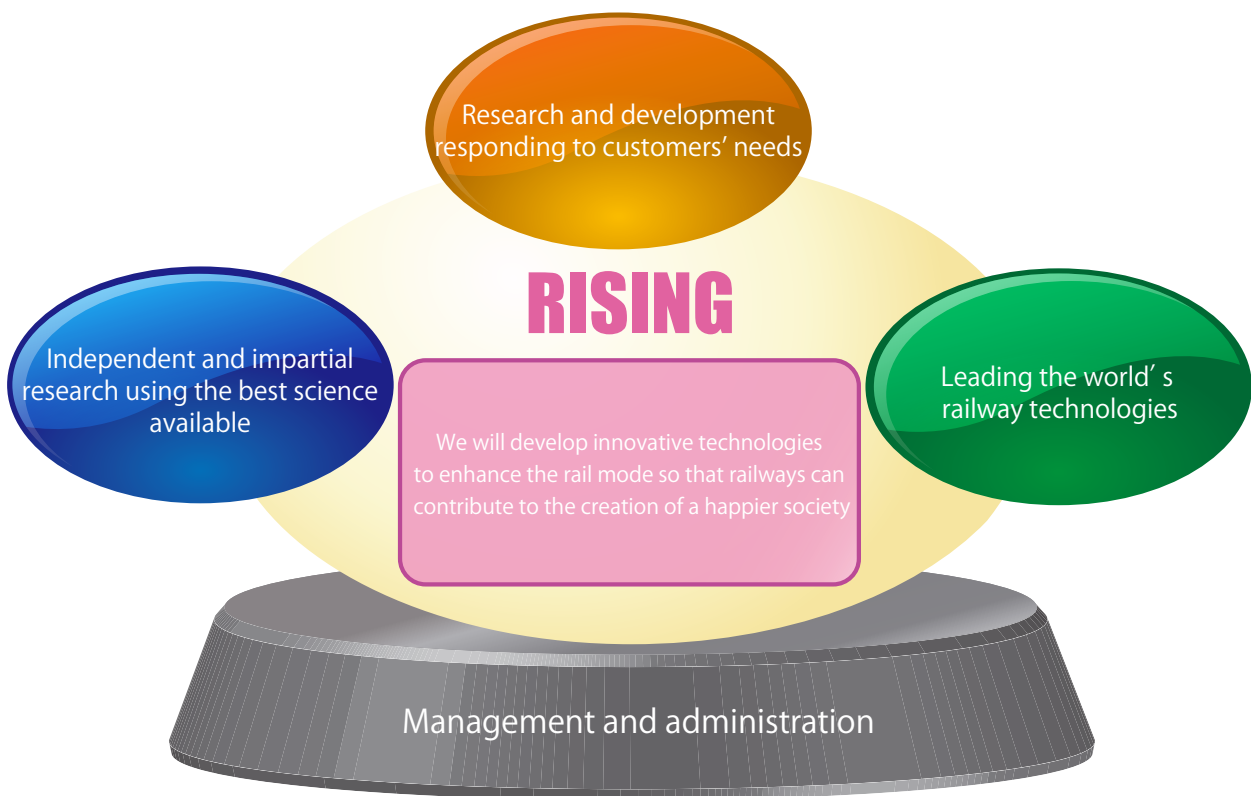 Research and development
responding to customers’ needs
RISING
Independent and impartial
research using the best science
available
Leading the world’ s
railway technologies
We will develop innovative technologies
to enhance the rail mode so that railways can
contribute to the creation of a happier society
Management and administration